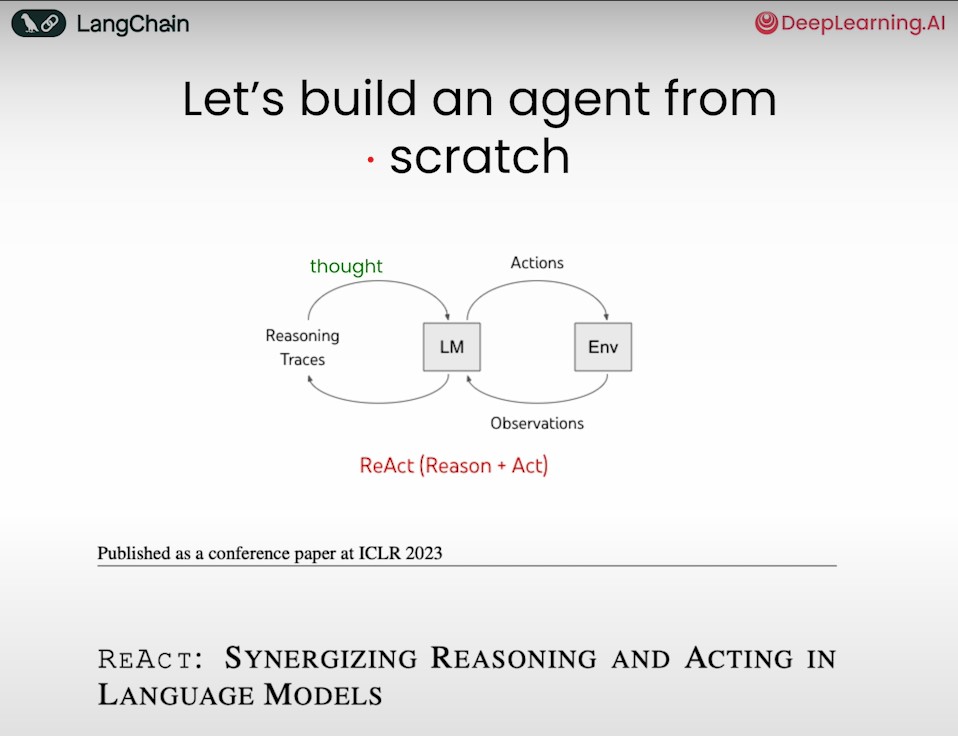 LangChain
DeepLearning.AI
Let's build an agent from
scratch
thought
Actions
Reasoning
Traces
LM
Env
Observations
ReAct (Reason + Act)
Published as a conference paper at ICLR 2023
REACT: SYNERGIZING REASONING AND ACTING IN
LANGUAGE MODELS